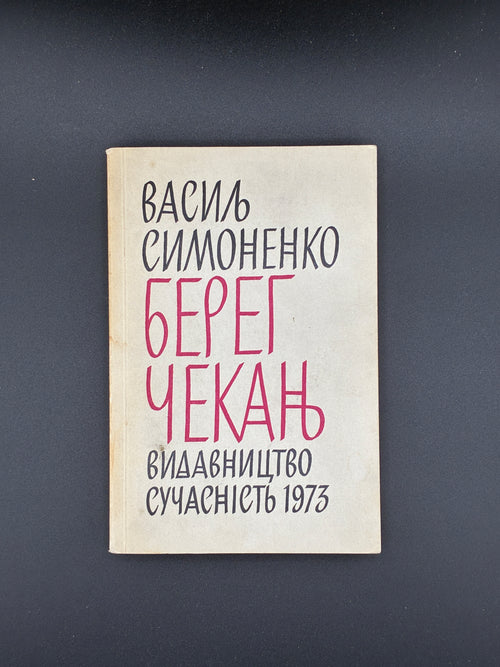 ВАСИЛЬ
СИМОНЕНКО
БЕРЕГ
ЧЕКАНЬ
ВИДАВНИЦТВО
СУЧАСНІСТЬ 1973